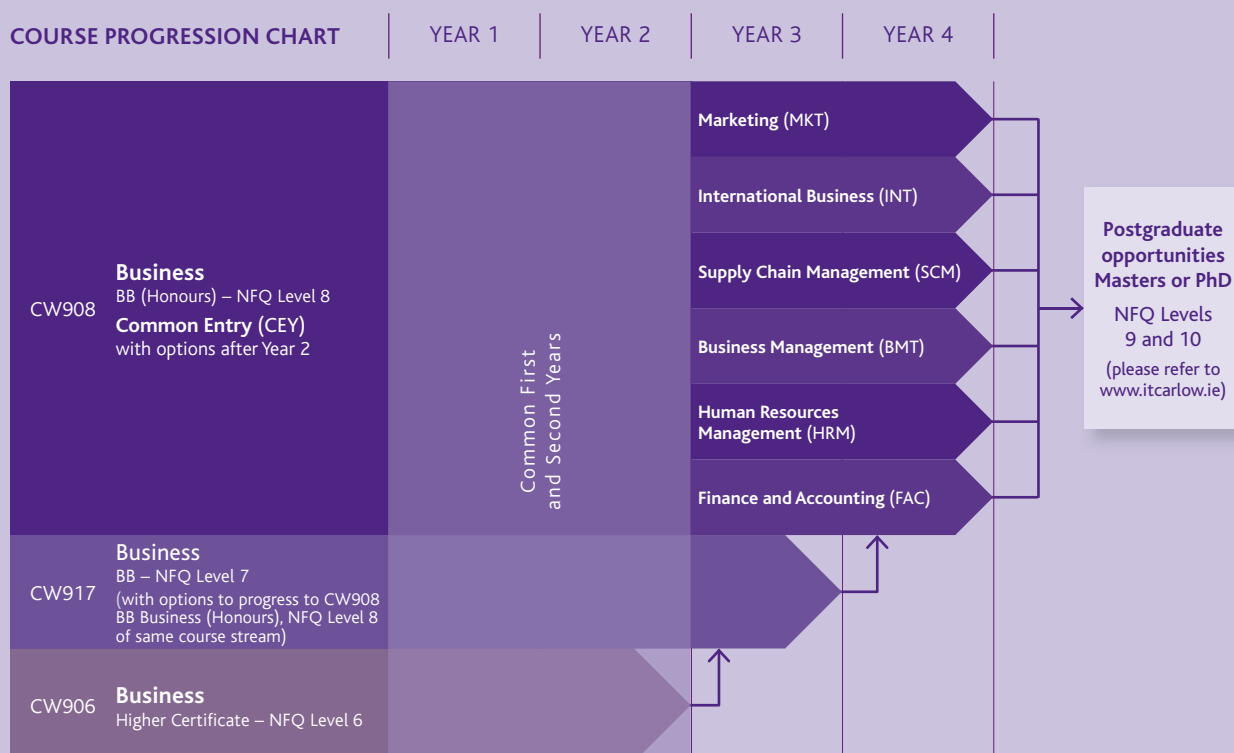 COURSE PROGRESSION CHART
YEAR 1
YEAR 2
YEAR 3
YEAR 4
CW908
Business
BB (Honours) – NFQ Level 8
Common Entry (CEY)
with options after Year 2
Common First
and Second Years
Marketing (MKT)
International Business (INT)
Supply Chain Management (SCM)
Business Management (BMT)
Human Resources
Management (HRM)
Finance and Accounting (FAC)
Postgraduate
opportunities
Masters or PhD
NFQ Levels
9 and 10
(please refer to
www.itcarlow.ie)
CW917
Business
BB – NFQ Level 7
(with options to progress to CW908
BB Business (Honours), NFQ Level 8
of same course stream)
CW906
Business
Higher Certificate – NFQ Level 6